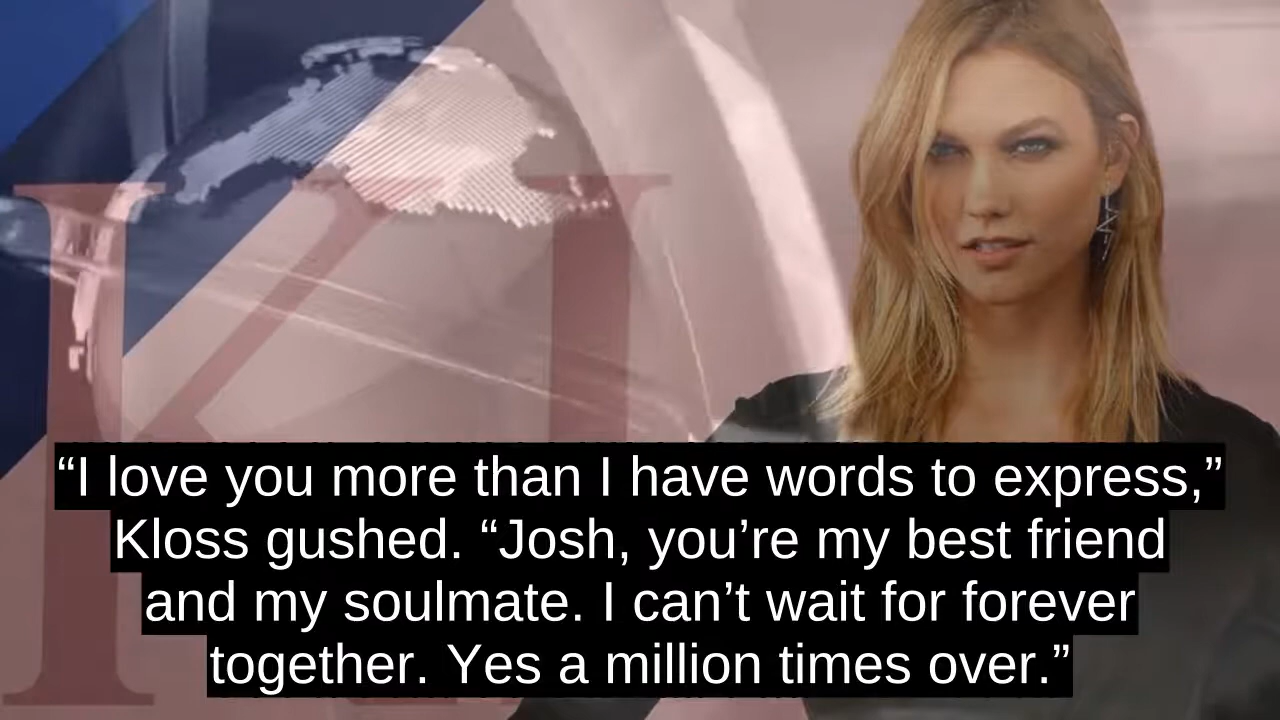 “I love you more than I have words to express,”
Kloss gushed. “Josh, you’re my best friend
and my soulmate. I can’t wait for forever
together. Yes a million times over.”